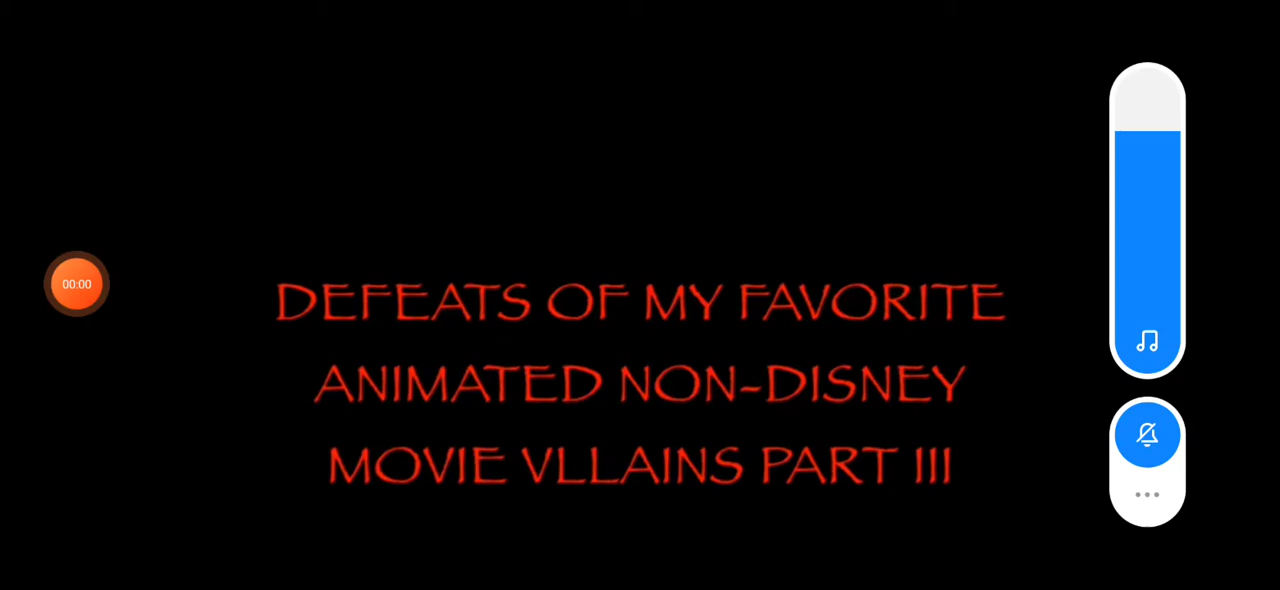 00:00
DEFEATS OF MY FAVORITE
ANIMATED NON-DISNEY
MOVIE VLLAINS PART III